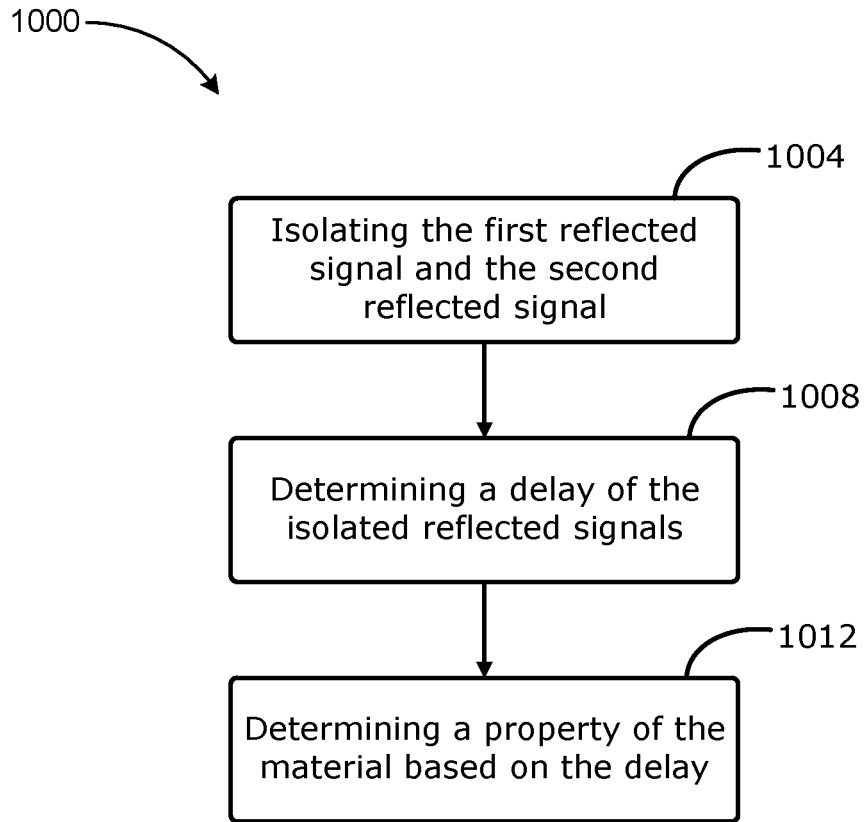 1000
1004
Isolating the first reflected
signal and the second
reflected signal
1008
Determining a delay of the
isolated reflected signals
1012
Determining a property of the
material based on the delay